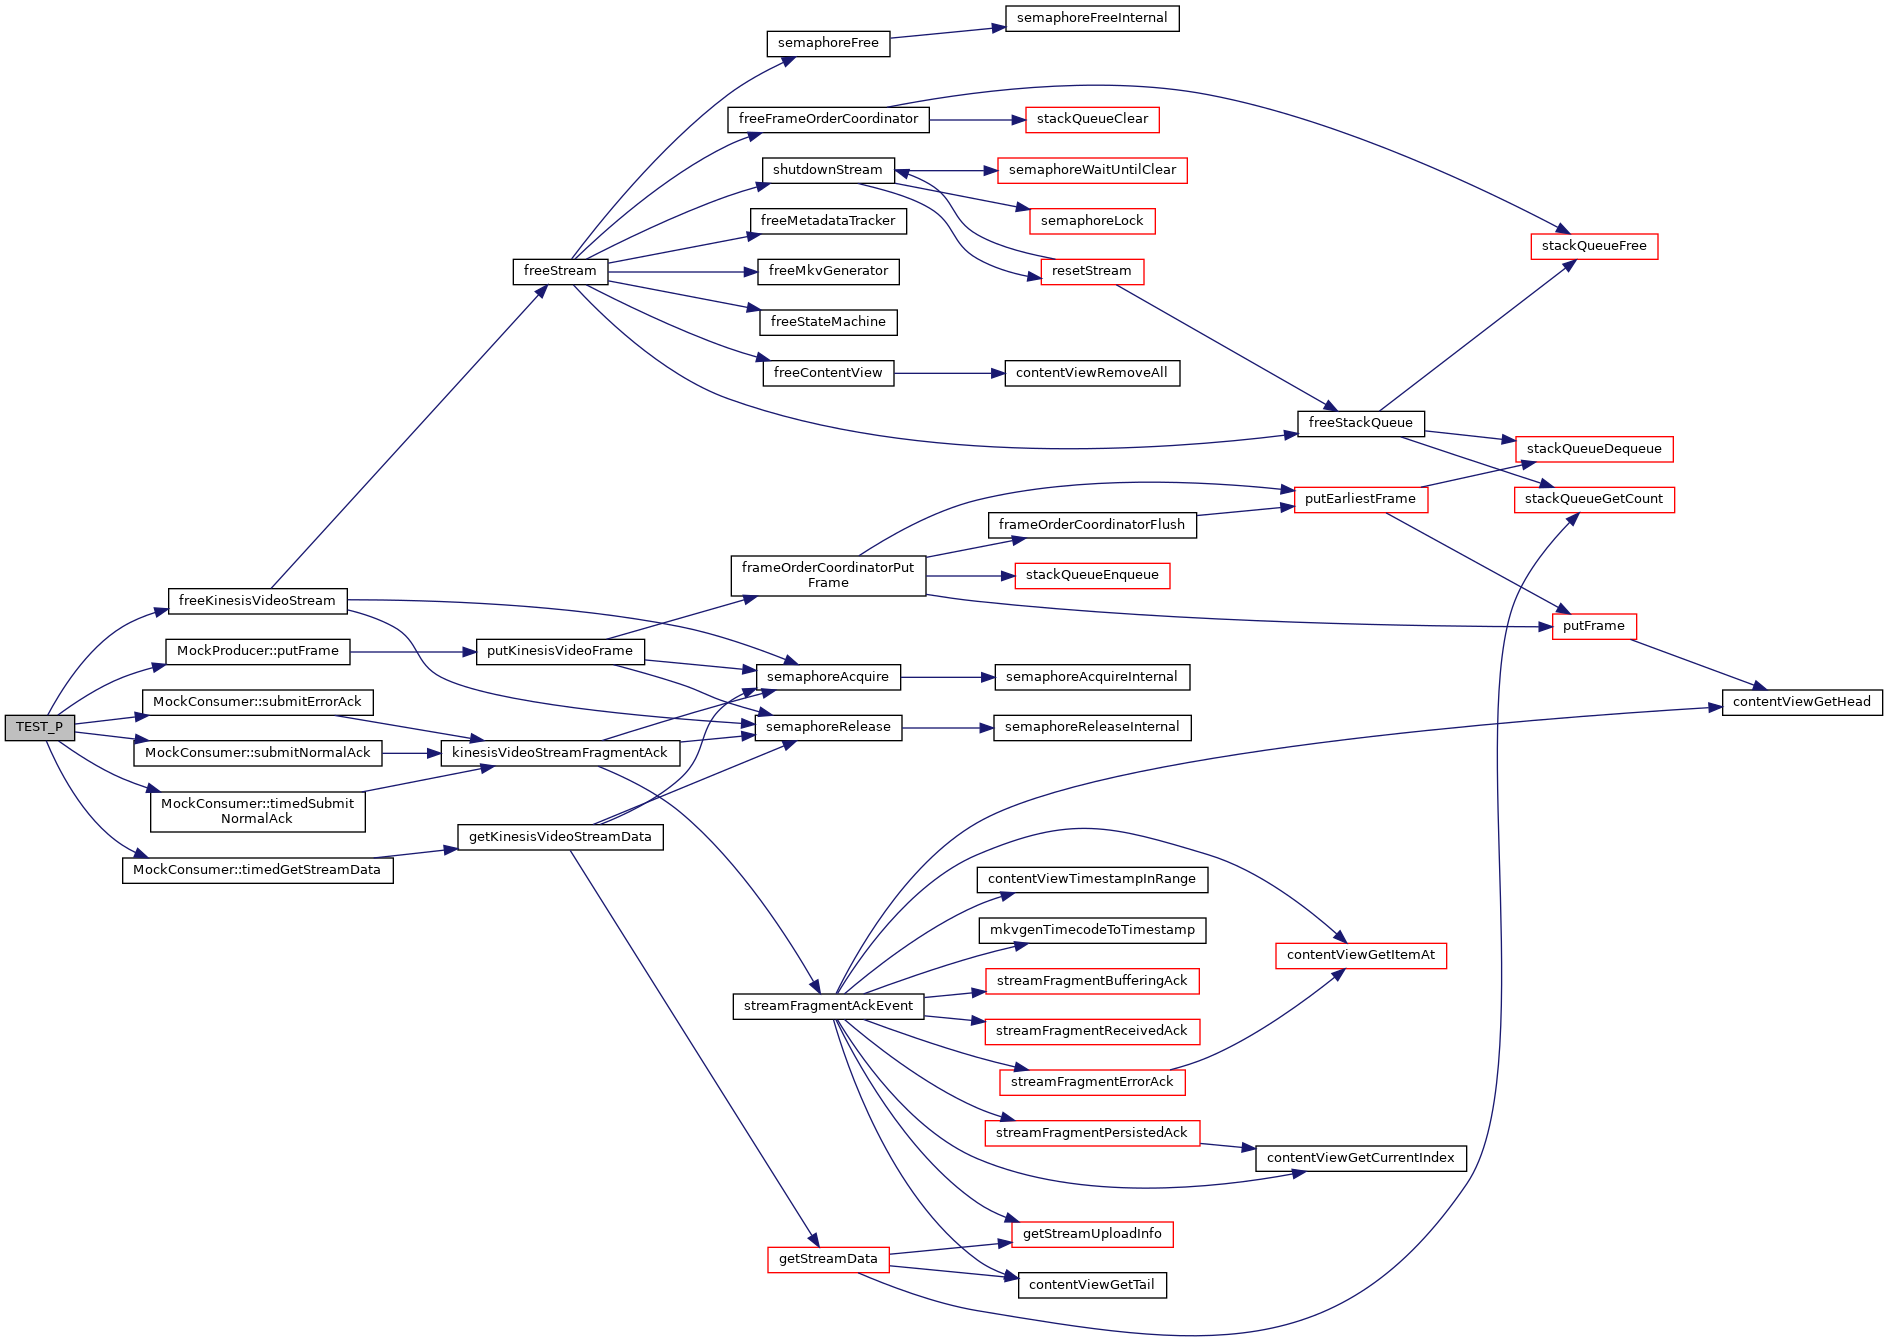 semaphoreFreeInternal
semaphoreFree
freeFrameOrderCoordinator
stackQueueClear
shutdownStream
semaphoreWaitUntilClear
freeMetadataTracker
semaphoreLock
stackQueueFree
freeStream
freeMkvGenerator
resetStream
freeStateMachine
freeContentView
contentViewRemoveAll
freeStackQueue
stackQueueDequeue
putEarliestFrame
stackQueueGetCount
frameOrderCoordinatorFlush
frameOrderCoordinatorPut
Frame
stackQueueEnqueue
freeKinesisVideoStream
putFrame
MockProducer::putFrame
putKinesisVideoFrame
semaphoreAcquire
semaphoreAcquireInternal
MockConsumer::submitErrorAck
contentViewGetHead
TEST_P
semaphoreRelease
semaphoreReleaseInternal
MockConsumer::submitNormalAck
kinesisVideoStreamFragmentAck
MockConsumer::timedSubmit
NormalAck
getKinesisVideoStreamData
MockConsumer::timedGetStreamData
contentViewTimestampInRange
mkvgenTimecodeToTimestamp
contentViewGetItemAt
streamFragmentBufferingAck
streamFragmentAckEvent
streamFragmentReceivedAck
streamFragmentErrorAck
streamFragmentPersistedAck
contentViewGetCurrentIndex
getStreamUploadInfo
getStreamData
contentViewGetTail